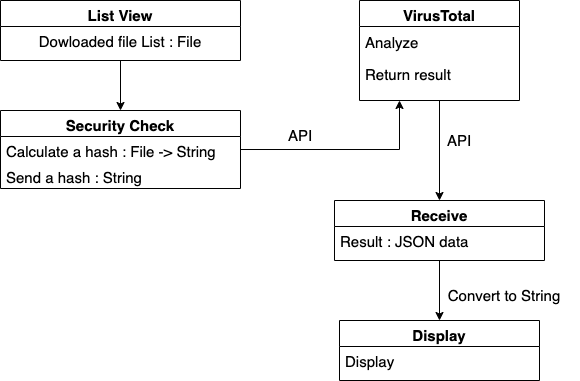 List View
Dowloaded file List : File
Security Check
Calculate a hash : File -> String
Send a hash : String
API
VirusTotal
Analyze
Return result
API
Receive
Result : JSON data
Convert to String
Display
Display